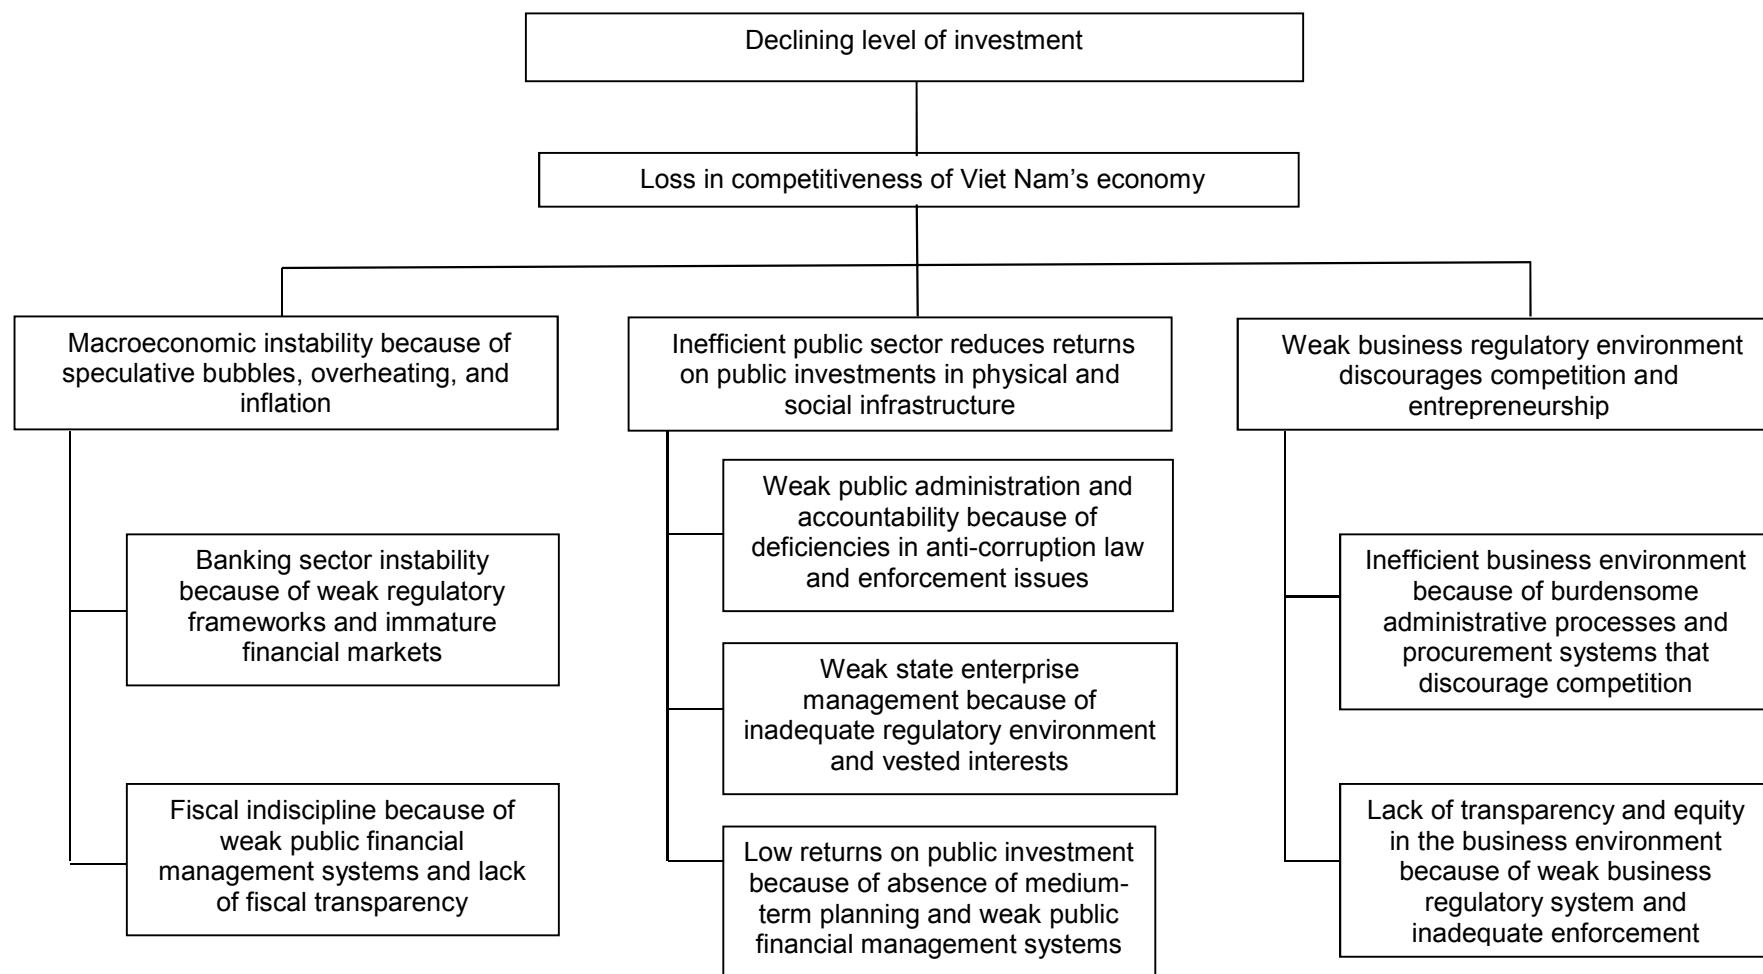 Declining level of investment
Loss in competitiveness of Viet Nam’s economy
Macroeconomic instability because of
speculative bubbles, overheating, and
inflation
Inefficient public sector reduces returns
on public investments in physical and
social infrastructure
Weak business regulatory environment
discourages competition and
entrepreneurship
Banking sector instability
because of weak regulatory
frameworks and immature
financial markets
Fiscal indiscipline because of
weak public financial
management systems and lack
of fiscal transparency
Weak public administration and
accountability because of
deficiencies in anti-corruption law
and enforcement issues
Weak state enterprise
management because of
inadequate regulatory environment
and vested interests
Low returns on public investment
because of absence of medium-
term planning and weak public
financial management systems
Inefficient business environment
because of burdensome
administrative processes and
procurement systems that
discourage competition
Lack of transparency and equity
in the business environment
because of weak business
regulatory system and
inadequate enforcement